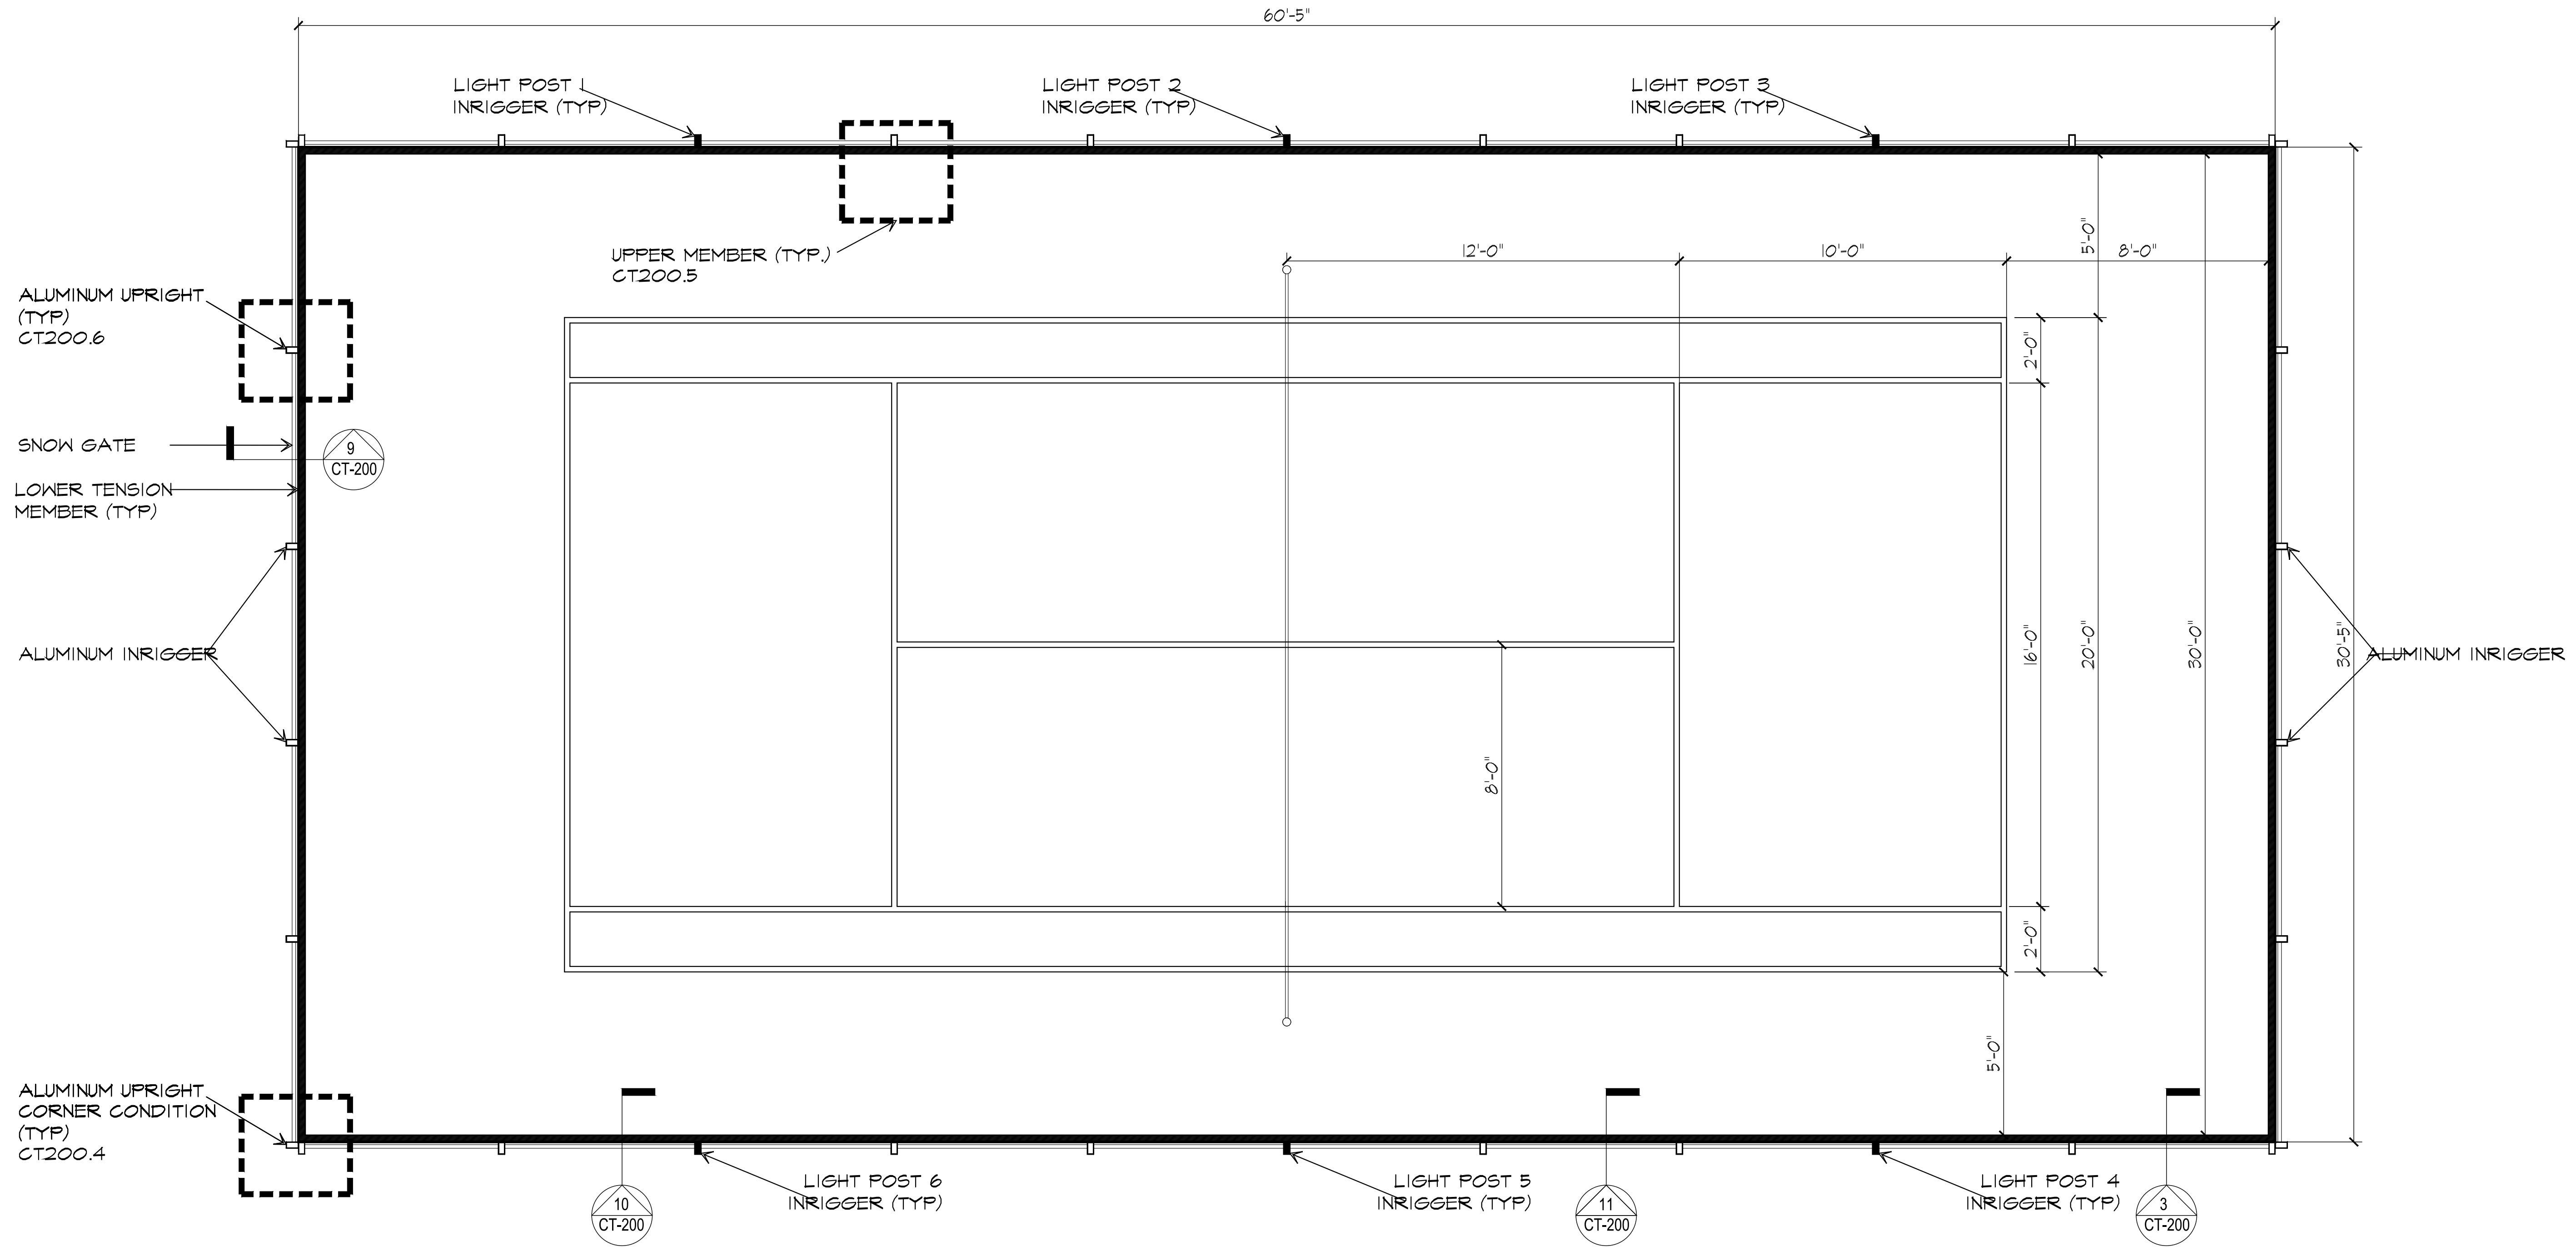 60'-5"
LIGHT POST 1
INRIGGER (TYP)
LIGHT POST 2
INRIGGER (TYP)
LIGHT POST 3
INRIGGER (TYP)
UPPER MEMBER (TYP.)
CT200.5
12'-0"
10'-0"
8'-0"
5'-0"
ALUMINUM UPRIGHT
(TYP)
CT200.6
2'-0"
SNOW GATE
9
CT-200
LOWER TENSION
MEMBER (TYP)
ALUMINUM INRIGGER
16'-0"
20'-0"
30'-0"
30'-5"
ALUMINUM INRIGGER
8'-0"
2'-0"
5'-0"
ALUMINUM UPRIGHT
CORNER CONDITION
(TYP)
CT200.4
10
CT-200
LIGHT POST 6
INRIGGER (TYP)
LIGHT POST 5
INRIGGER (TYP)
11
CT-200
LIGHT POST 4
INRIGGER (TYP)
3
CT-200